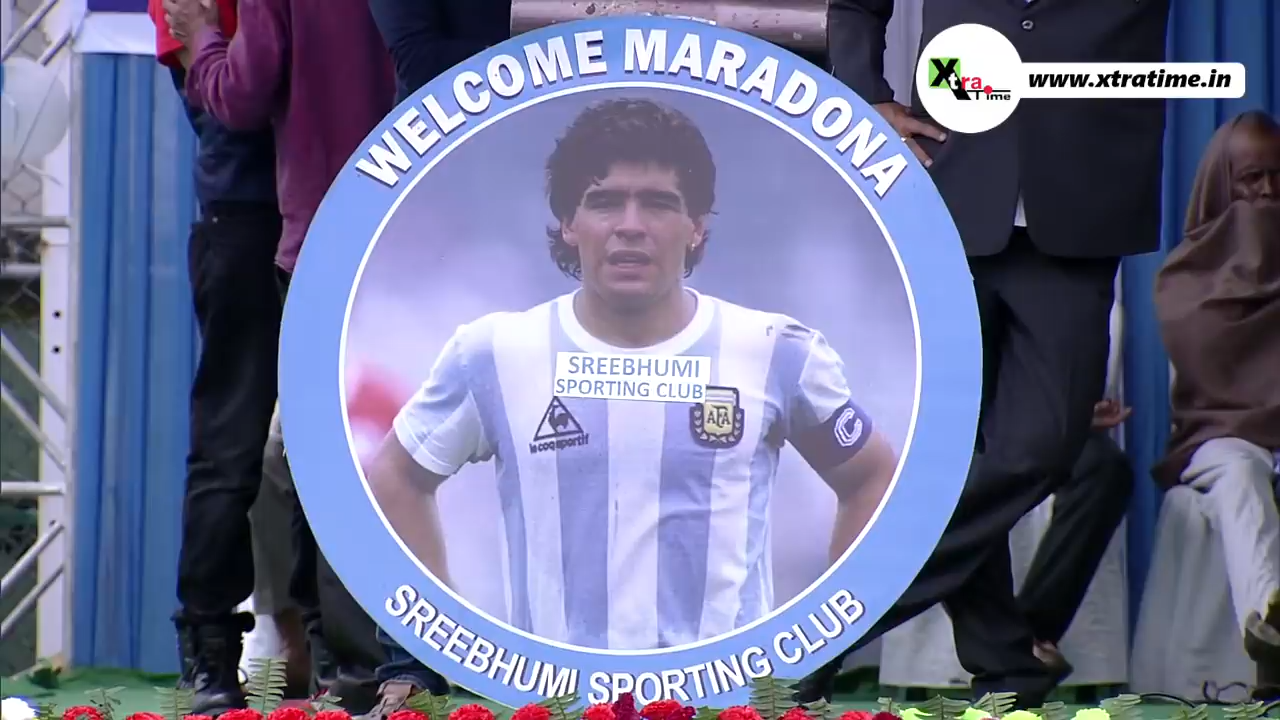 WELCOME MARADONA
Xtra
Time
www.xtratime.in
SREEBHUMI
SPORTING CLUB
le coq sportif
AFA
C
SREEBHUMI SPORTING CLUB